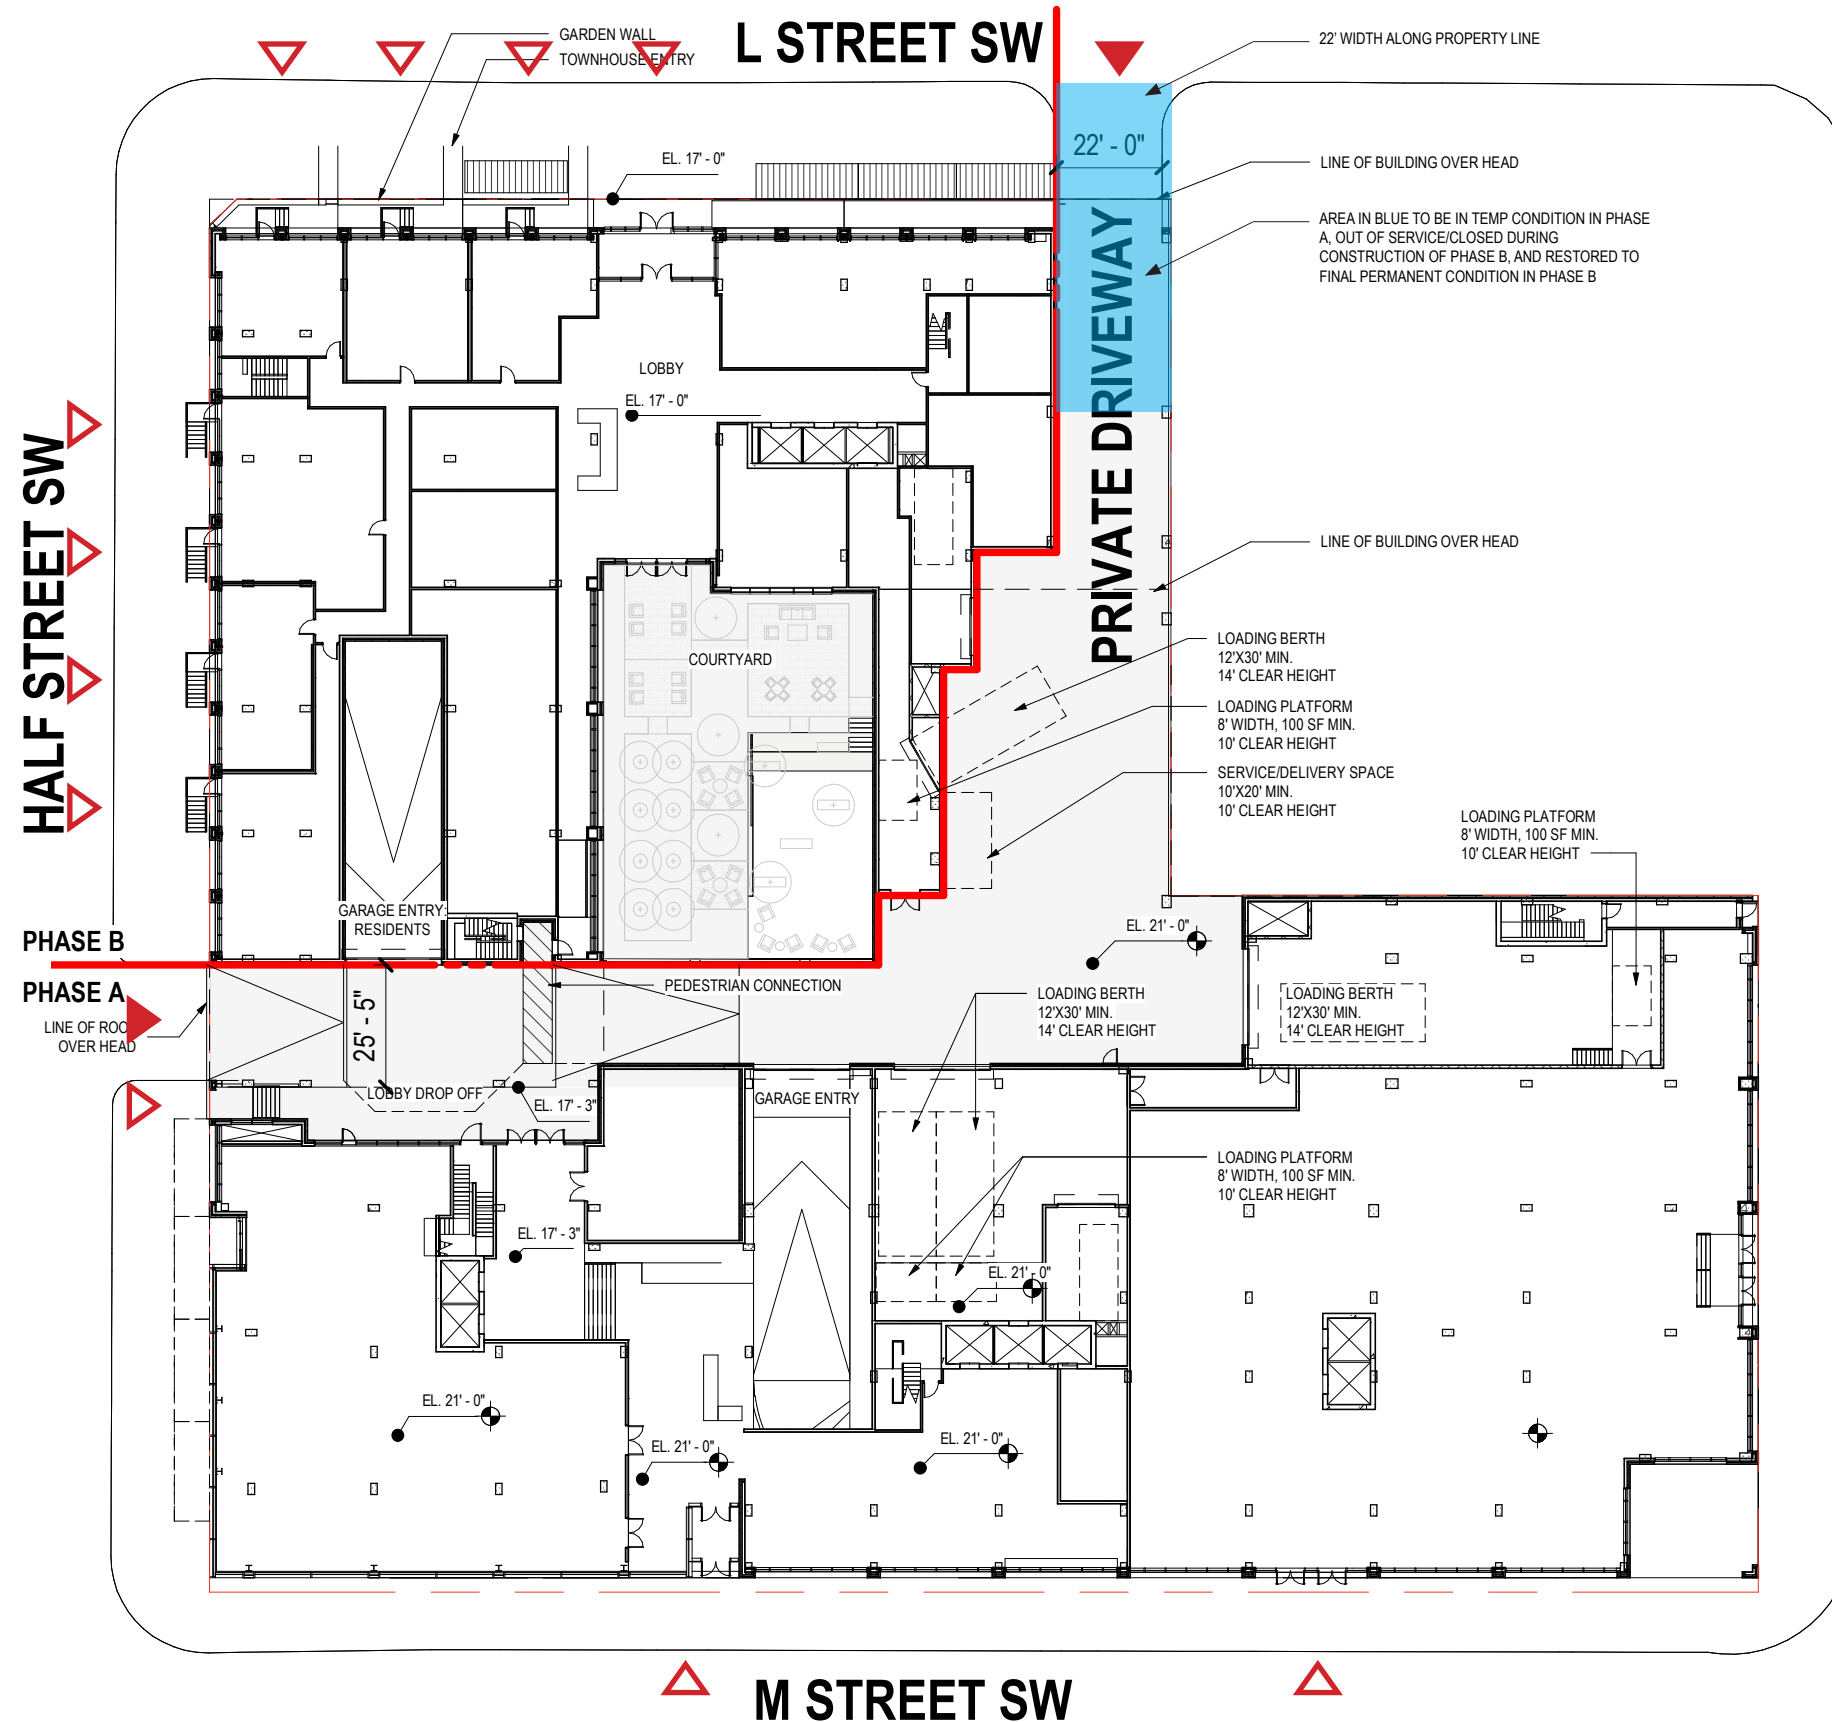 L STREET SW
GARDEN WALL
TOWNHOUSE ENTRY
22' WIDTH ALONG PROPERTY LINE
22' - 0"
EL. 17' - 0"
LINE OF BUILDING OVER HEAD
AREA IN BLUE TO BE IN TEMP CONDITION IN PHASE
A, OUT OF SERVICE/CLOSED DURING
CONSTRUCTION OF PHASE B, AND RESTORED TO
FINAL PERMANENT CONDITION IN PHASE B
PRIVATE DRIVEWAY
LOBBY
EL. 17' - 0"
HALF STREET SW
LINE OF BUILDING OVER HEAD
COURTYARD
LOADING BERTH
12'X30' MIN.
14' CLEAR HEIGHT
LOADING PLATFORM
8' WIDTH, 100 SF MIN.
10' CLEAR HEIGHT
SERVICE/DELIVERY SPACE
10'X20' MIN.
10' CLEAR HEIGHT
LOADING PLATFORM
8' WIDTH, 100 SF MIN.
10' CLEAR HEIGHT
GARAGE ENTRY:
RESIDENTS
EL. 21' - 0"
PHASE B
PHASE A
PEDESTRIAN CONNECTION
LINE OF ROO
OVER HEAD
25' - 5"
LOADING BERTH
12'X30' MIN.
14' CLEAR HEIGHT
LOADING BERTH
12'X30' MIN.
14' CLEAR HEIGHT
LOBBY DROP OFF
EL. 17' - 3"
GARAGE ENTRY
LOADING PLATFORM
8' WIDTH, 100 SF MIN.
10' CLEAR HEIGHT
EL. 17' - 3"
EL. 21' - 0"
EL. 21' - 0"
EL. 21' - 0"
EL. 21' - 0"
M STREET SW